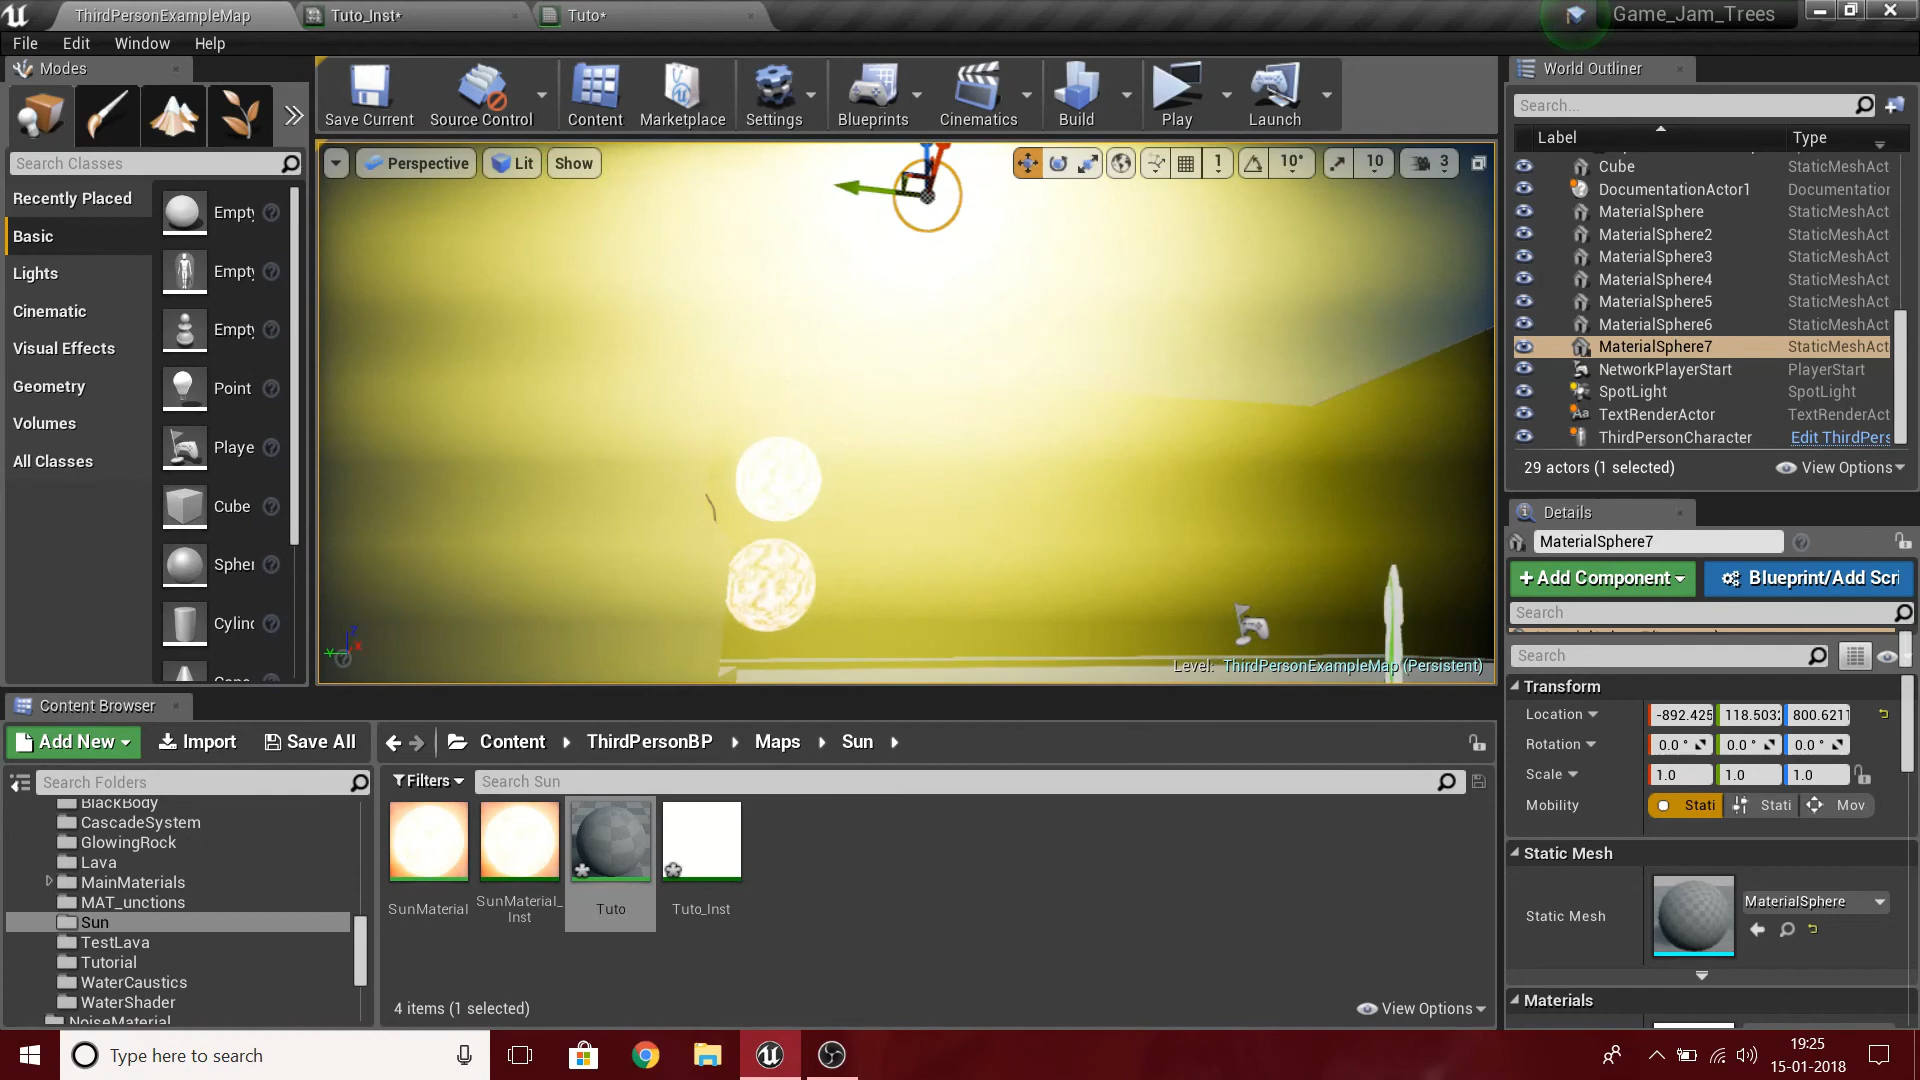 ThirdPersonExampleMap
Tuto_Inst*
Tuto*
Game_Jam_Trees
File Edit Window Help
Modes
Search Classes
Recently Placed
Basic
Lights
Cinematic
Visual Effects
Geometry
Volumes
All Classes
Empty
Empty
Empty
Point
Playe
Cube
Spher
Cylind
Save Current
Source Control
Content
Marketplace
Settings
Blueprints
Cinematics
Build
Play
Launch
Perspective
Lit
Show
1
10°
10
3
Level: ThirdPersonExampleMap (Persistent)
World Outliner
Search...
Label Type
Cube StaticMeshAct
DocumentationActor1 Documentation
MaterialSphere StaticMeshAct
MaterialSphere2 StaticMeshAct
MaterialSphere3 StaticMeshAct
MaterialSphere4 StaticMeshAct
MaterialSphere5 StaticMeshAct
MaterialSphere6 StaticMeshAct
MaterialSphere7 StaticMeshAct
NetworkPlayerStart PlayerStart
SpotLight SpotLight
TextRenderActor TextRenderAct
ThirdPersonCharacter Edit ThirdPers
29 actors (1 selected)
View Options
Details
MaterialSphere7
+Add Component
Blueprint/Add Scri
Search
Search
Transform
Location -892.425 118.5032 800.6211
Rotation 0.0 ° 0.0 ° 0.0 °
Scale 1.0 1.0 1.0
Mobility Stati Stati Mov
Static Mesh
Static Mesh
MaterialSphere
Materials
Content Browser
Add New
Import
Save All
Content ThirdPersonBP Maps Sun
Search Folders
Filters
Search Sun
BlackBody
CascadeSystem
GlowingRock
Lava
MainMaterials
MAT_unctions
Sun
TestLava
Tutorial
WaterCaustics
WaterShader
NoiseMaterial
SunMaterial
SunMaterial_
Inst
Tuto
Tuto_Inst
4 items (1 selected)
View Options
Type here to search
19:25
15-01-2018